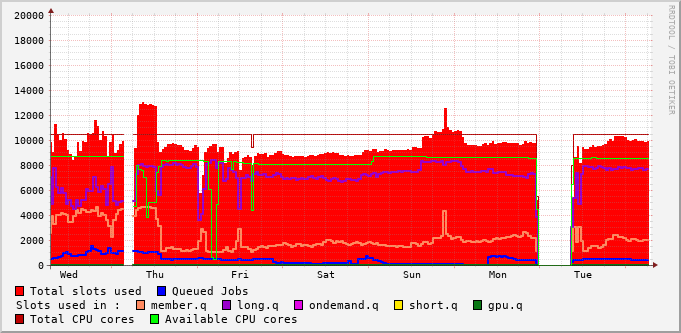 RRDTOOL / TOBI OETIKER
20000
18000
16000
14000
12000
10000
8000
6000
4000
2000
0
Wed Thu Fri Sat Sun Mon Tue
Total slots used Queued Jobs
Slots used in : member.q long.q ondemand.q short.q gpu.q
Total CPU cores Available CPU cores